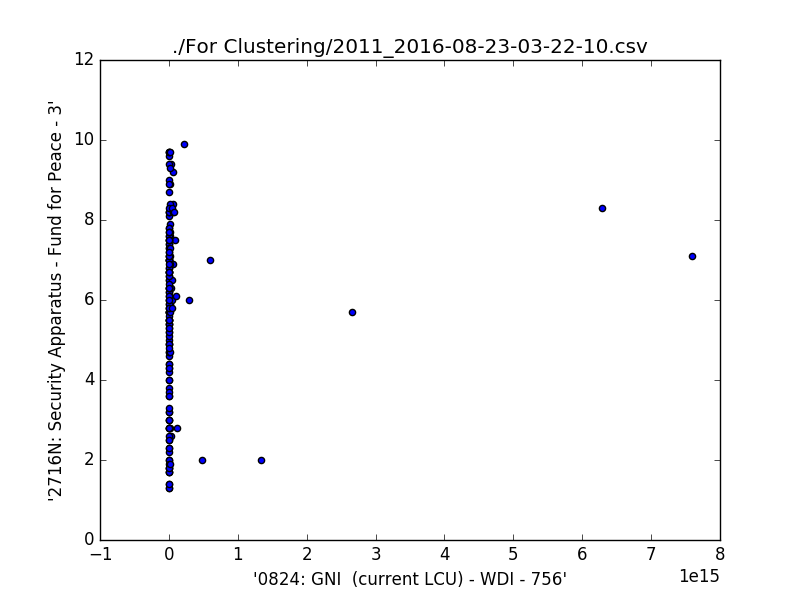 ./For Clustering/2011_2016-08-23-03-22-10.csv
12
10
8
6
4
2
0
'2716N: Security Apparatus - Fund for Peace - 3'
−1 0 1 2 3 4 5 6 7 8
1e15
'0824: GNI  (current LCU) - WDI - 756'